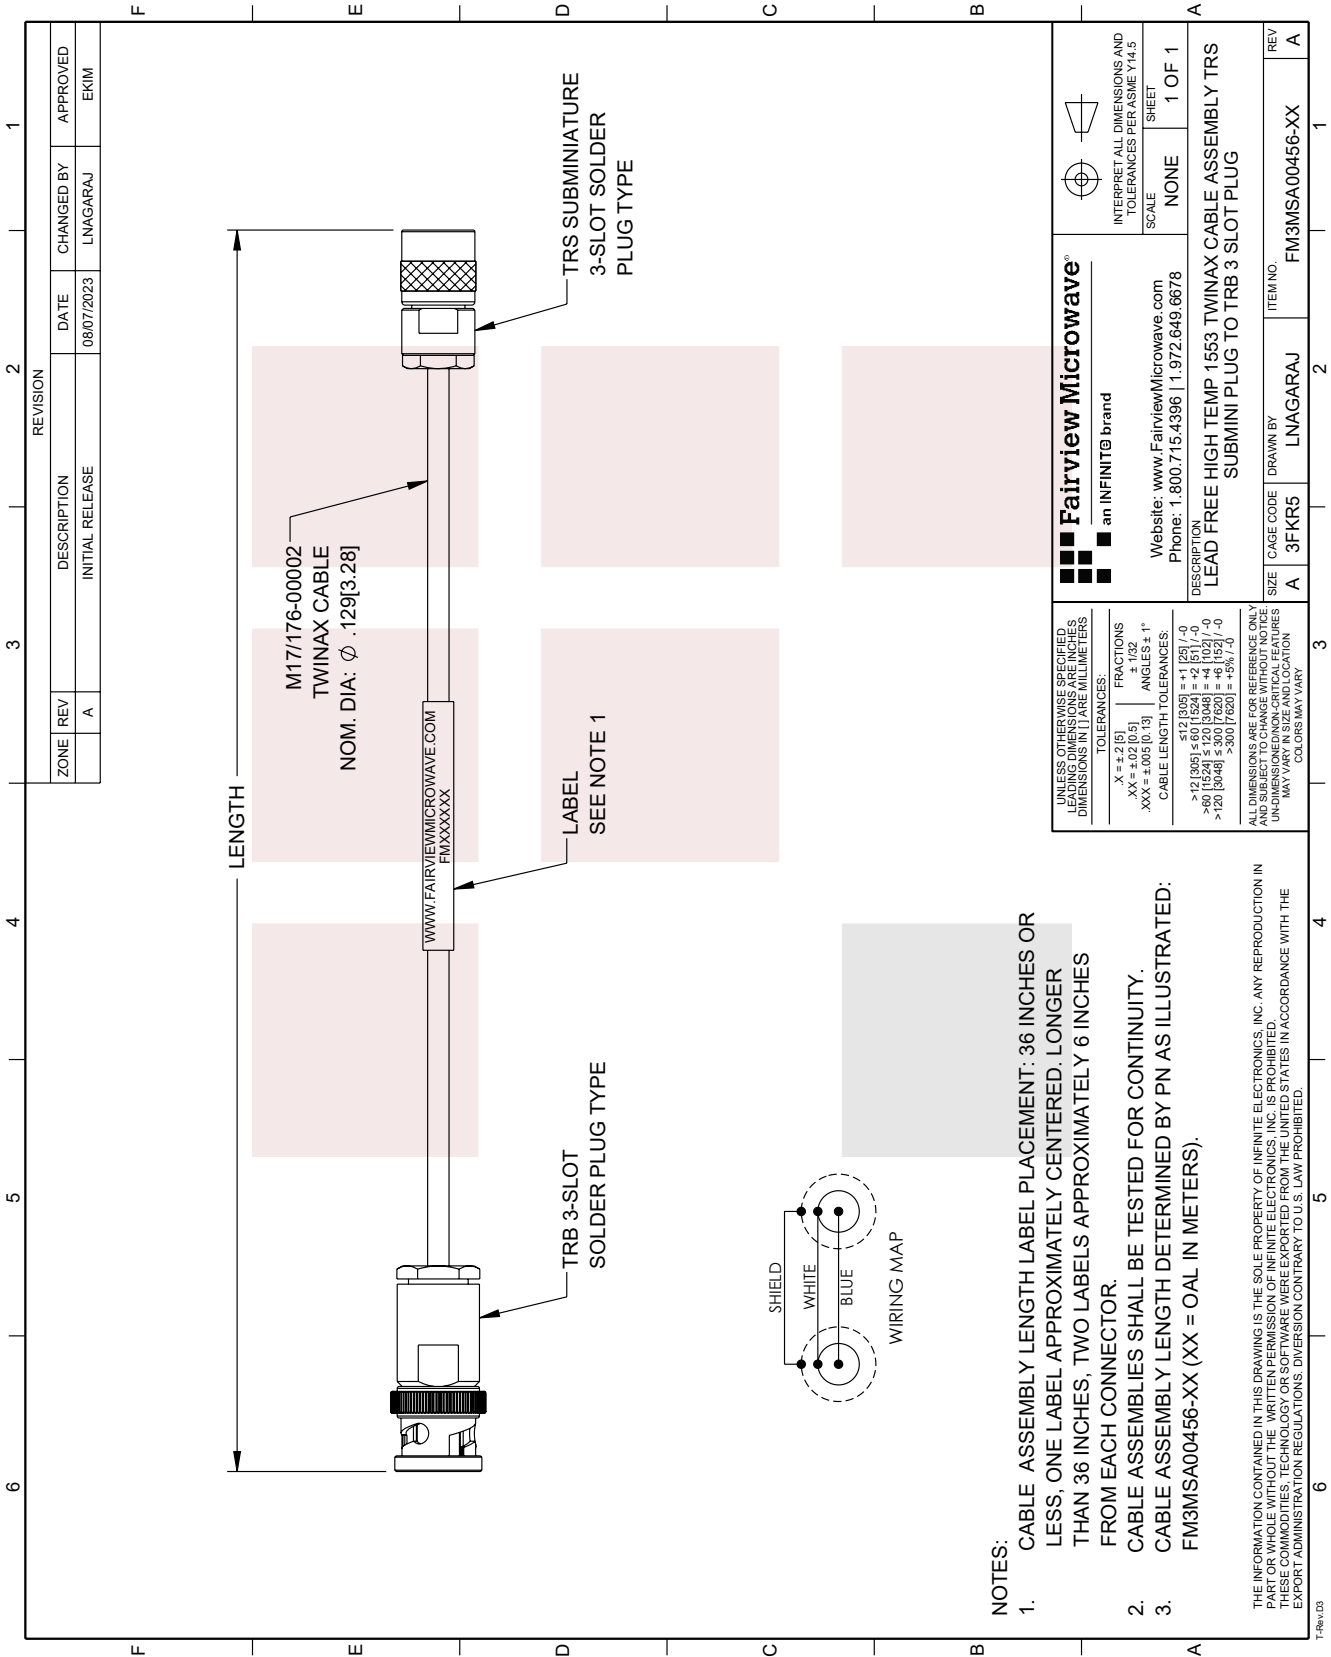 6
5
4
3
2
1
F
E
D
C
B
A
REVISION
ZONE
REV
DESCRIPTION
DATE
CHANGED BY
APPROVED
A
INITIAL RELEASE
08/07/2023
LNAGARAJ
EKIM
LENGTH
M17/176-00002
TWINAX CABLE
NOM. DIA: Ø .129[3.28]
WWW.FAIRVIEWMICROWAVE.COM
FMXXXXXX
TRB 3-SLOT
SOLDER PLUG TYPE
LABEL
SEE NOTE 1
TRS SUBMINIATURE
3-SLOT SOLDER
PLUG TYPE
SHIELD
WHITE
BLUE
WIRING MAP
NOTES:
1. CABLE ASSEMBLY LENGTH LABEL PLACEMENT: 36 INCHES OR
LESS, ONE LABEL APPROXIMATELY CENTERED. LONGER
THAN 36 INCHES, TWO LABELS APPROXIMATELY 6 INCHES
FROM EACH CONNECTOR.
2. CABLE ASSEMBLIES SHALL BE TESTED FOR CONTINUITY.
3. CABLE ASSEMBLY LENGTH DETERMINED BY PN AS ILLUSTRATED:
FM3MSA00456-XX (XX = OAL IN METERS).
THE INFORMATION CONTAINED IN THIS DRAWING IS THE SOLE PROPERTY OF INFINITE ELECTRONICS, INC. ANY REPRODUCTION IN
PART OR WHOLE WITHOUT THE WRITTEN PERMISSION OF INFINITE ELECTRONICS, INC. IS PROHIBITED.
THESE COMMODITIES, TECHNOLOGY OR SOFTWARE WERE EXPORTED FROM THE UNITED STATES IN ACCORDANCE WITH THE
EXPORT ADMINISTRATION REGULATIONS. DIVERSION CONTRARY TO U.S. LAW PROHIBITED.
UNLESS OTHERWISE SPECIFIED
LEADING DIMENSIONS ARE INCHES
DIMENSIONS IN [ ] ARE MILLIMETERS
TOLERANCES:
.X = ±.2 [5]
.XX = ±.02 [0.5]
.XXX = ±.005 [0.13]
FRACTIONS
± 1/32
ANGLES ± 1°
CABLE LENGTH TOLERANCES:
≤12 [305] = +1 [25] / -0
>12 [305] ≤ 60 [1524] = +2 [51] / -0
>60 [1524] ≤ 120 [3048] = +4 [102] / -0
>120 [3048] ≤ 300 [7620] = +6 [152] / -0
>300 [7620] = +5% / -0
ALL DIMENSIONS ARE FOR REFERENCE ONLY
AND SUBJECT TO CHANGE WITHOUT NOTICE.
UN-DIMENSIONED/NON-CRITICAL FEATURES
MAY VARY IN SIZE AND LOCATION
COLORS MAY VARY
Fairview Microwave®
an INFINIT@ brand
Website: www.FairviewMicrowave.com
Phone: 1.800.715.4396 | 1.972.649.6678
INTERPRET ALL DIMENSIONS AND
TOLERANCES PER ASME Y14.5
SCALE
NONE
SHEET
1 OF 1
DESCRIPTION
LEAD FREE HIGH TEMP 1553 TWINAX CABLE ASSEMBLY TRS
SUBMINI PLUG TO TRB 3 SLOT PLUG
SIZE
A
CAGE CODE
3FKR5
DRAWN BY
LNAGARAJ
ITEM NO.
FM3MSA00456-XX
REV
A
F
E
D
C
B
A
6
5
4
3
2
1
T-Rev.D3